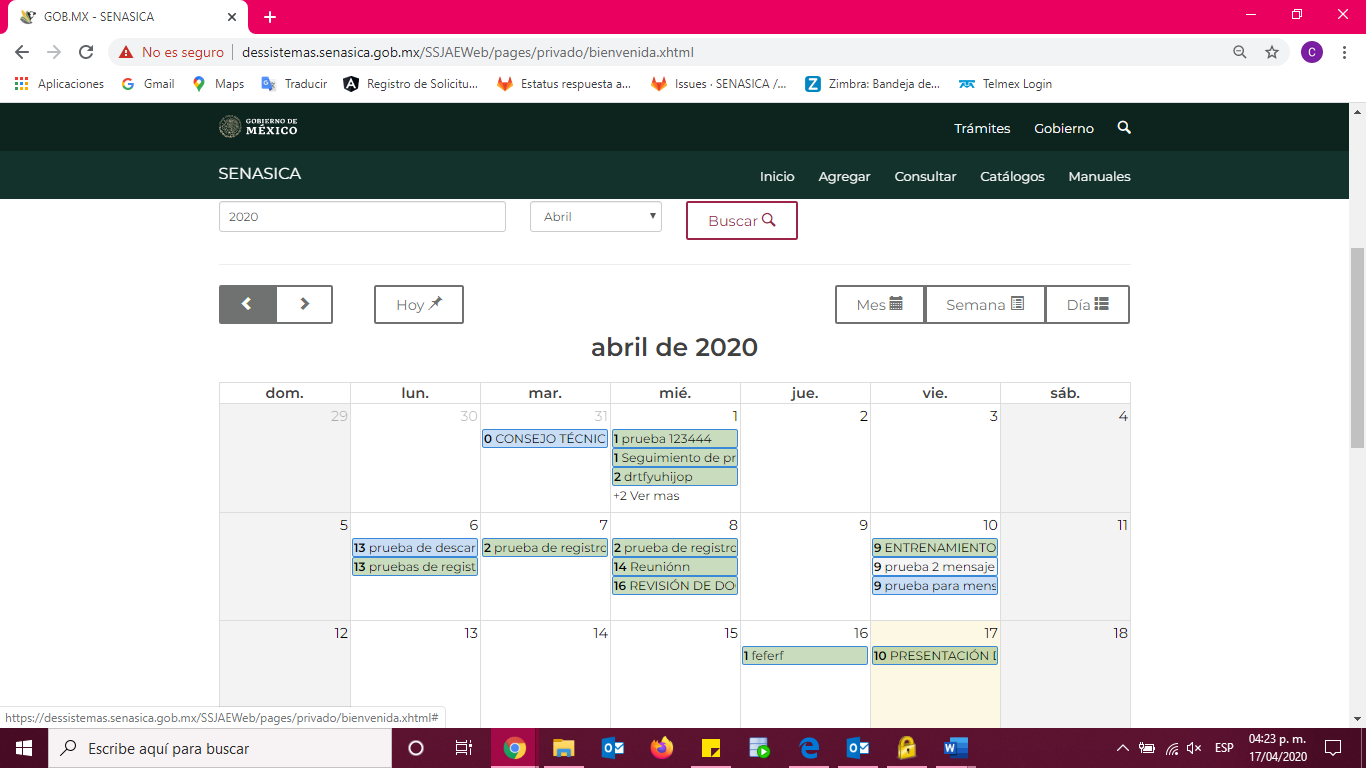 GOB.MX - SENASICA
No es seguro | dessistemas.senasica.gob.mx/SSJAEWeb/pages/privado/bienvenida.xhtml
C
Aplicaciones Gmail Maps Traducir Registro de Solicitu... Estatus respuesta a... Issues · SENASICA /... Zimbra: Bandeja de... Telmex Login
GOBIERNO DE
MÉXICO
Trámites Gobierno
SENASICA
Inicio Agregar Consultar Catálogos Manuales
2020 Abril Buscar
Hoy Mes Semana Día
abril de 2020
dom. lun. mar. mié. jue. vie. sáb.
29 30 31 1 2 3 4
0 CONSEJO TÉCNIC 1 prueba 123444
1 Seguimiento de pr
2 drtfyuhijop
+2 Ver mas
5 6 7 8 9 10 11
13 prueba de descar 2 prueba de registro 2 prueba de registro 9 ENTRENAMIENTO
13 pruebas de regist 14 Reuniónn 9 prueba 2 mensaje
16 REVISIÓN DE DO 9 prueba para mens
12 13 14 15 16 17 18
1 feferf 10 PRESENTACIÓN
https://dessistemas.senasica.gob.mx/SSJAEWeb/pages/privado/bienvenida.xhtml#
Escribe aquí para buscar
ESP
04:23 p. m.
17/04/2020